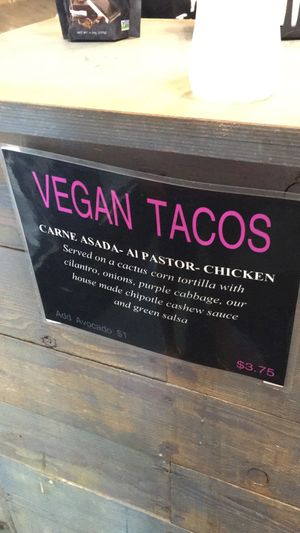 VEGAN TACOS
CARNE ASADA- Al PASTOR- CHICKEN
Served on a cactus corn tortilla with
cilantro, onions, purple cabbage, our
house made chipotle cashew sauce
and green salsa
Add Avocado $1
$3.75